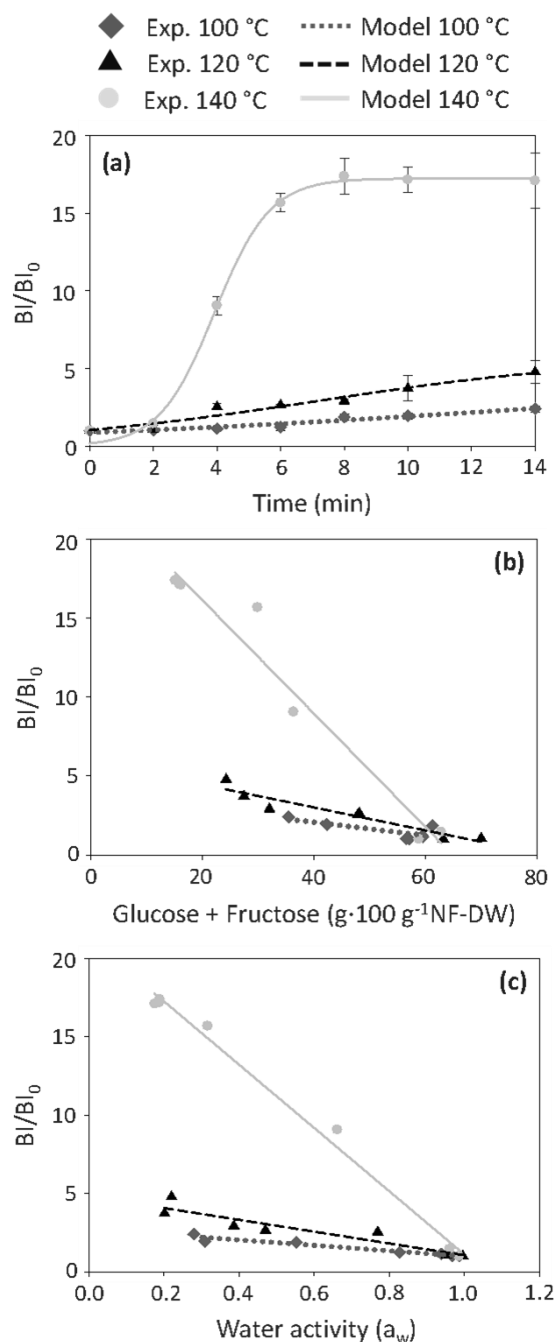 Exp. 100 °C Model 100 °C
Exp. 120 °C Model 120 °C
Exp. 140 °C Model 140 °C
(a)
20
15
10
5
0
BI/BI₀
0 2 4 6 8 10 12 14
Time (min)
(b)
20
15
10
5
0
BI/BI₀
0 20 40 60 80
Glucose + Fructose (g·100 g⁻¹NF-DW)
(c)
20
15
10
5
0
BI/BI₀
0.0 0.2 0.4 0.6 0.8 1.0 1.2
Water activity (a_w)